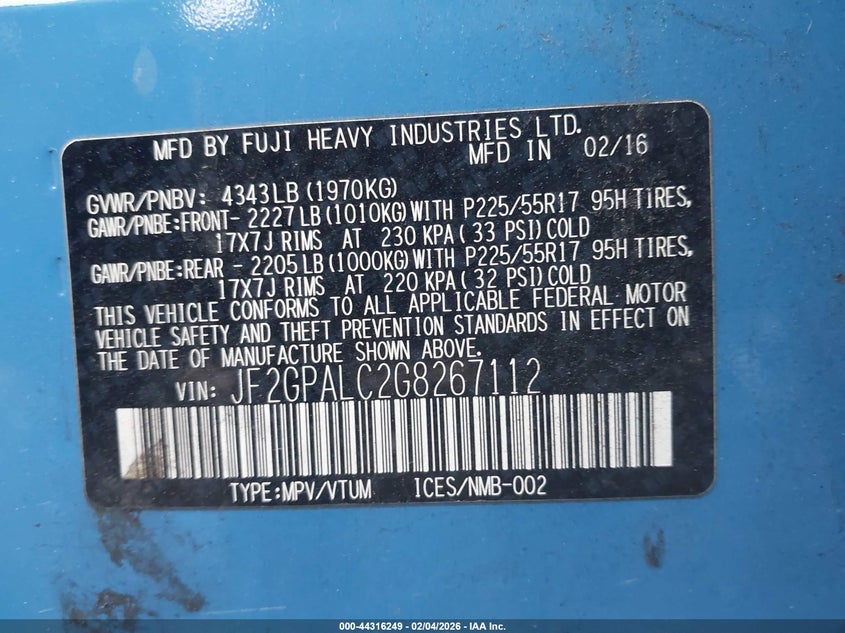 MFD BY FUJI HEAVY INDUSTRIES LTD.
MFD IN 02/16
GVWR/PNBV: 4343LB (1970KG)
GAWR/PNBE:FRONT- 2227LB (1010KG) WITH P225/55R17 95H TIRES,
17X7J RIMS AT 230 KPA( 33 PSI) COLD
GAWR/PNBE:REAR - 2205LB (1000KG) WITH P225/55R17 95H TIRES,
17X7J RIMS AT 220 KPA( 32 PSI) COLD
THIS VEHICLE CONFORMS TO ALL APPLICABLE FEDERAL MOTOR
VEHICLE SAFETY AND THEFT PREVENTION STANDARDS IN EFFECT ON
THE DATE OF MANUFACTURE SHOWN ABOVE.
VIN: JF2GPALC2G8267112
TYPE:MPV/VTUM ICES/NMB-002
000-44316249 - 02/04/2026 - IAA Inc.